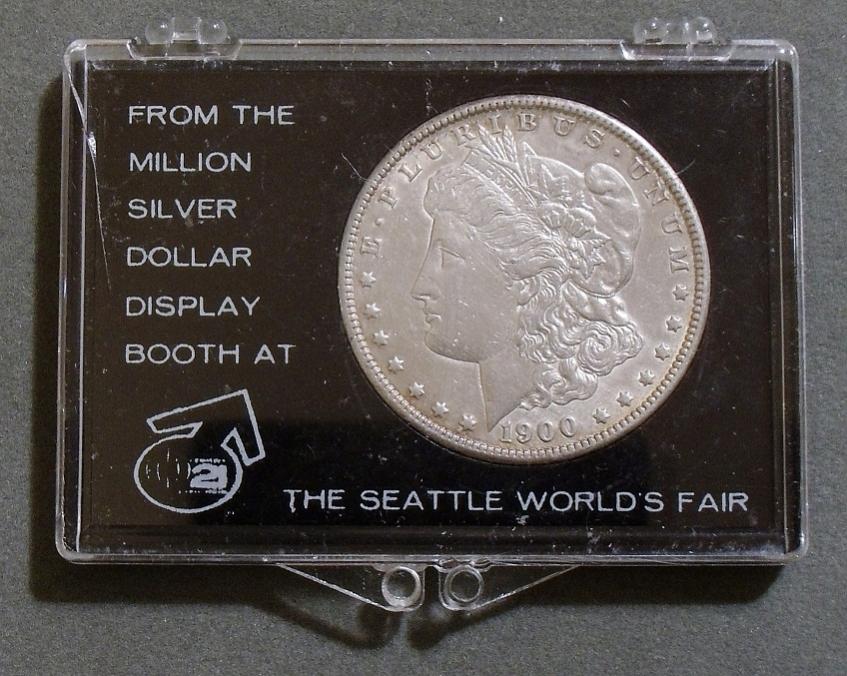 FROM THE
MILLION
SILVER
DOLLAR
DISPLAY
BOOTH AT
21
THE SEATTLE WORLD'S FAIR
E · PLURIBUS · UNUM
1900